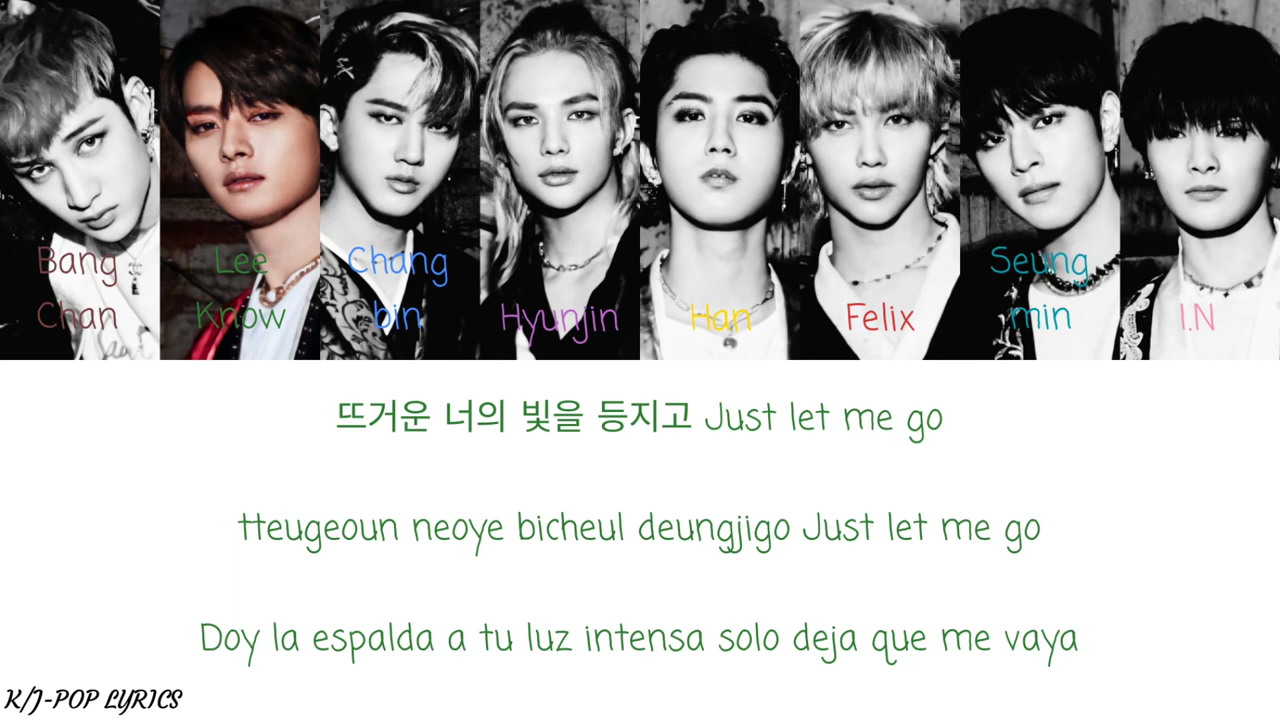 Bang
Chan
Lee
Know
Chang
bin
Hyunjin
Han
Felix
Seung
min
I.N
뜨거운 너의 빛을 등지고 Just let me go
tteugeoun neoye bicheul deungjigo Just let me go
Doy la espalda a tu luz intensa solo deja que me vaya
K/J-POP LYRICS